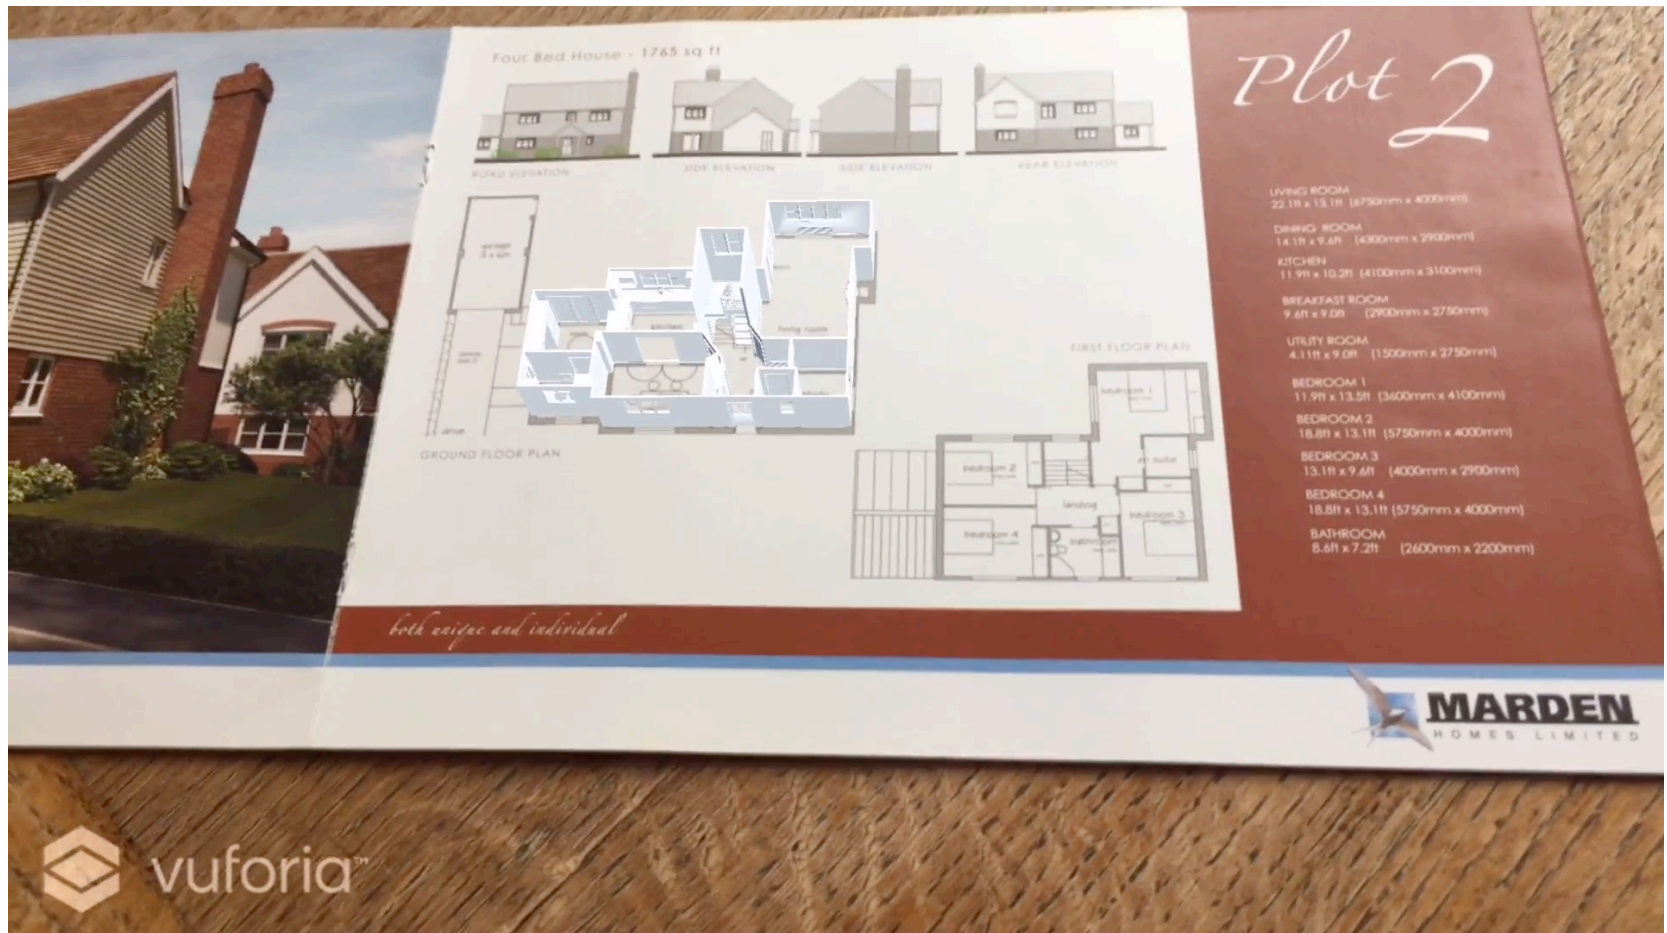 Four Bed House - 1765 sq ft
ROAD ELEVATION
SIDE ELEVATION
SIDE ELEVATION
REAR ELEVATION
garage
living room
kitchen
drive
GROUND FLOOR PLAN
FIRST FLOOR PLAN
bedroom 1
bedroom 2
en suite
landing
bedroom 3
bedroom 4
bathroom
Plot 2
LIVING ROOM
22.1ft x 13.1ft (6750mm x 4000mm)
DINING ROOM
14.1ft x 9.6ft (4300mm x 2900mm)
KITCHEN
11.9ft x 10.2ft (4100mm x 3100mm)
BREAKFAST ROOM
9.6ft x 9.0ft (2900mm x 2750mm)
UTILITY ROOM
4.11ft x 9.0ft (1500mm x 2750mm)
BEDROOM 1
11.9ft x 13.5ft (3600mm x 4100mm)
BEDROOM 2
18.8ft x 13.1ft (5750mm x 4000mm)
BEDROOM 3
13.1ft x 9.6ft (4000mm x 2900mm)
BEDROOM 4
18.8ft x 13.1ft (5750mm x 4000mm)
BATHROOM
8.6ft x 7.2ft (2600mm x 2200mm)
both unique and individual
MARDEN
HOMES LIMITED
vuforia™